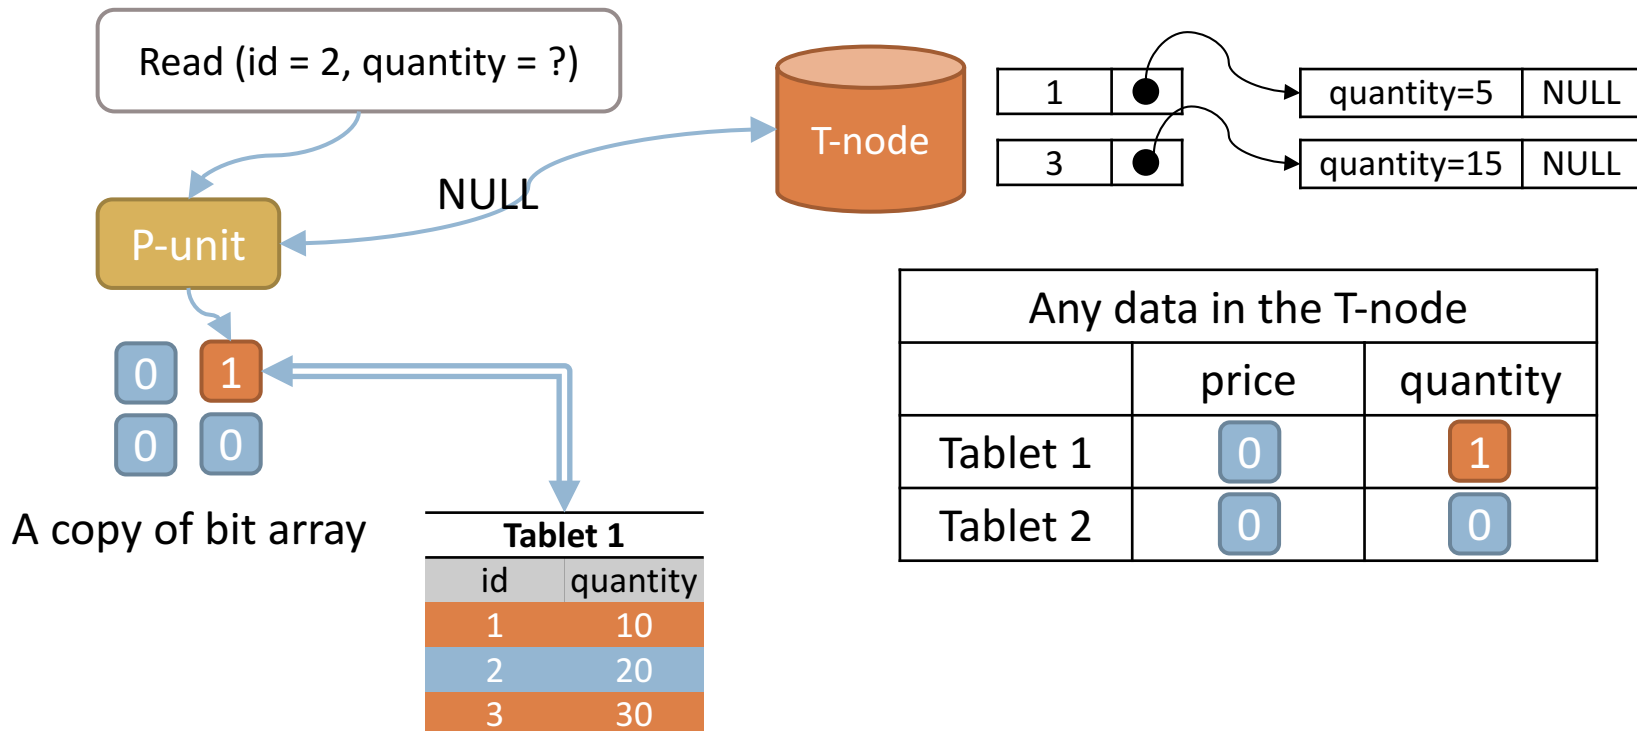 Read (id = 2, quantity = ?)
T-node
1
quantity=5 NULL
3
quantity=15 NULL
NULL
P-unit
0 1
0 0
A copy of bit array
Tablet 1
id quantity
1 10
2 20
3 30
Any data in the T-node
price quantity
Tablet 1 0 1
Tablet 2 0 0